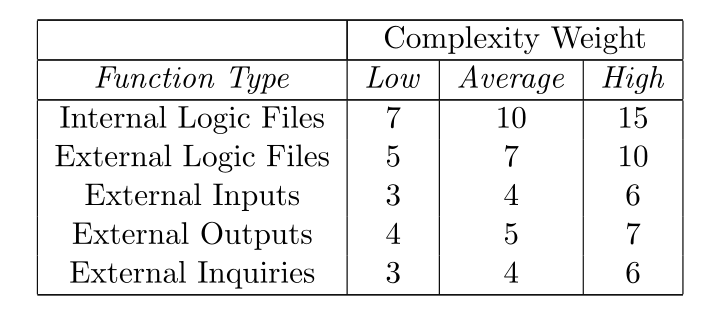 Complexity Weight
Function Type Low Average High
Internal Logic Files 7 10 15
External Logic Files 5 7 10
External Inputs 3 4 6
External Outputs 4 5 7
External Inquiries 3 4 6